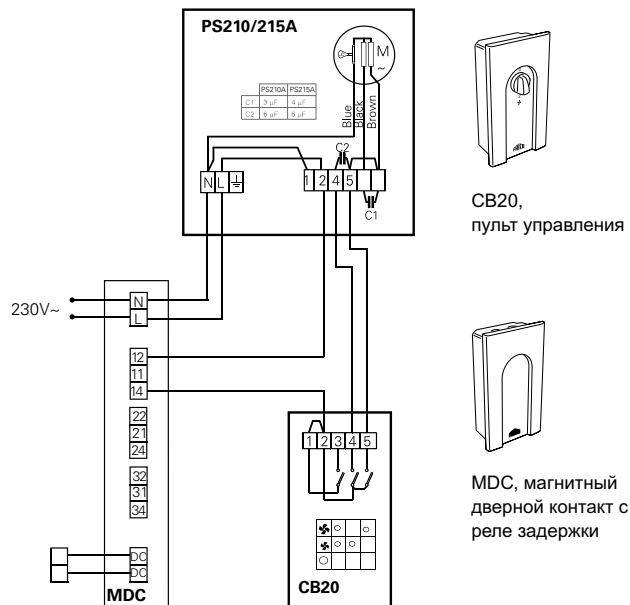 PS210/215A
M
~
PS210A PS215A
C1 3 µF 4 µF
C2 6 µF 6 µF
Blue
Black
Brown
C2
N L
1 2 4 5
C1
CB20,
пульт управления
230V~
N
L
12
11
14
22
21
24
32
31
34
DC
DC
MDC
1 2 3 4 5
CB20
MDC, магнитный
дверной контакт с
реле задержки